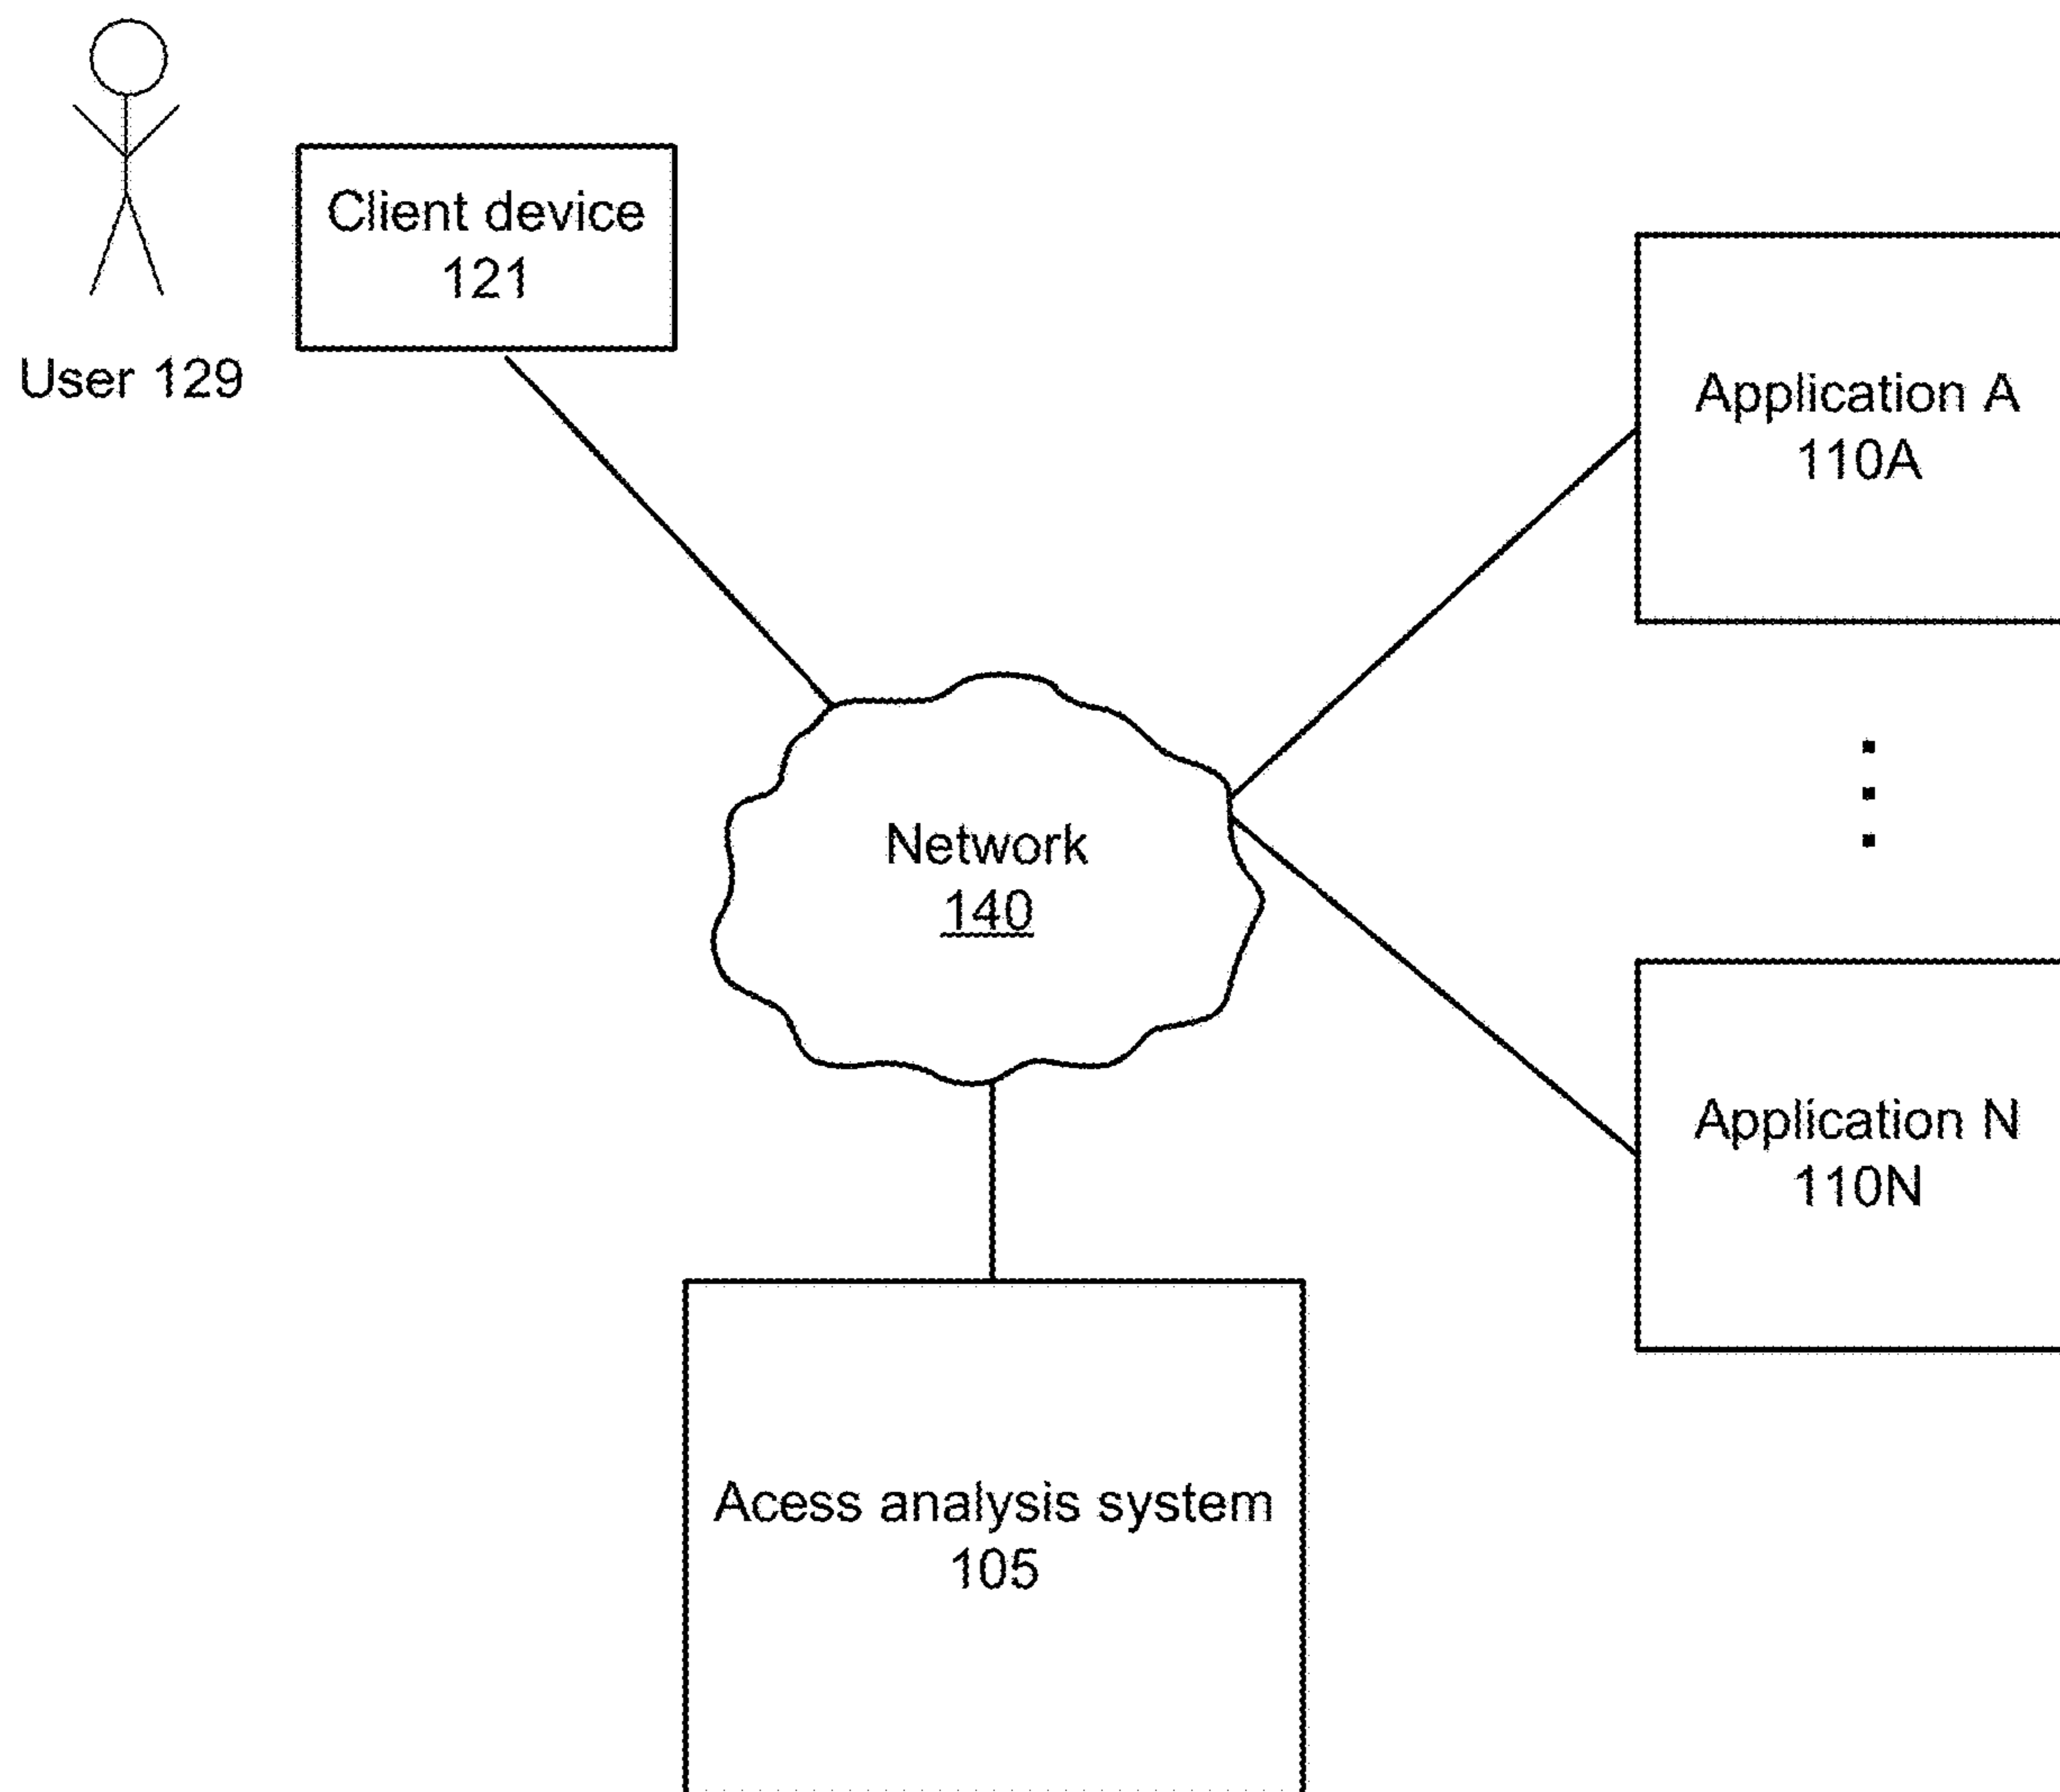 Client device
121
User 129
Application A
110A
Network
140
Application N
110N
Acess analysis system
105